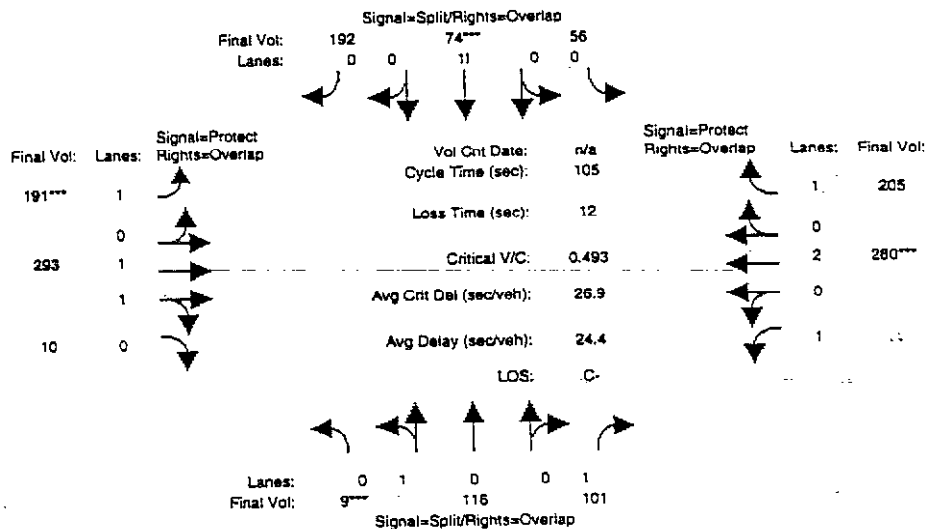 Signal=Split/Rights=Overlap
Final Vol: 192 74*** 56
Lanes: 0 0 1! 0 0
Signal=Protect
Final Vol: Lanes: Rights=Overlap
Vol Cnt Date: n/a
Signal=Protect
Rights=Overlap Lanes: Final Vol:
Cycle Time (sec): 105
191*** 1
1 205
Loss Time (sec): 12
0
0
293 1
Critical V/C: 0.493
2 280***
1
Avg Crit Del (sec/veh): 26.9
0
10 0
Avg Delay (sec/veh): 24.4
1
LOS: C-
Lanes: 0 1 0 0 1
Final Vol: 9*** 116 101
Signal=Split/Rights=Overlap